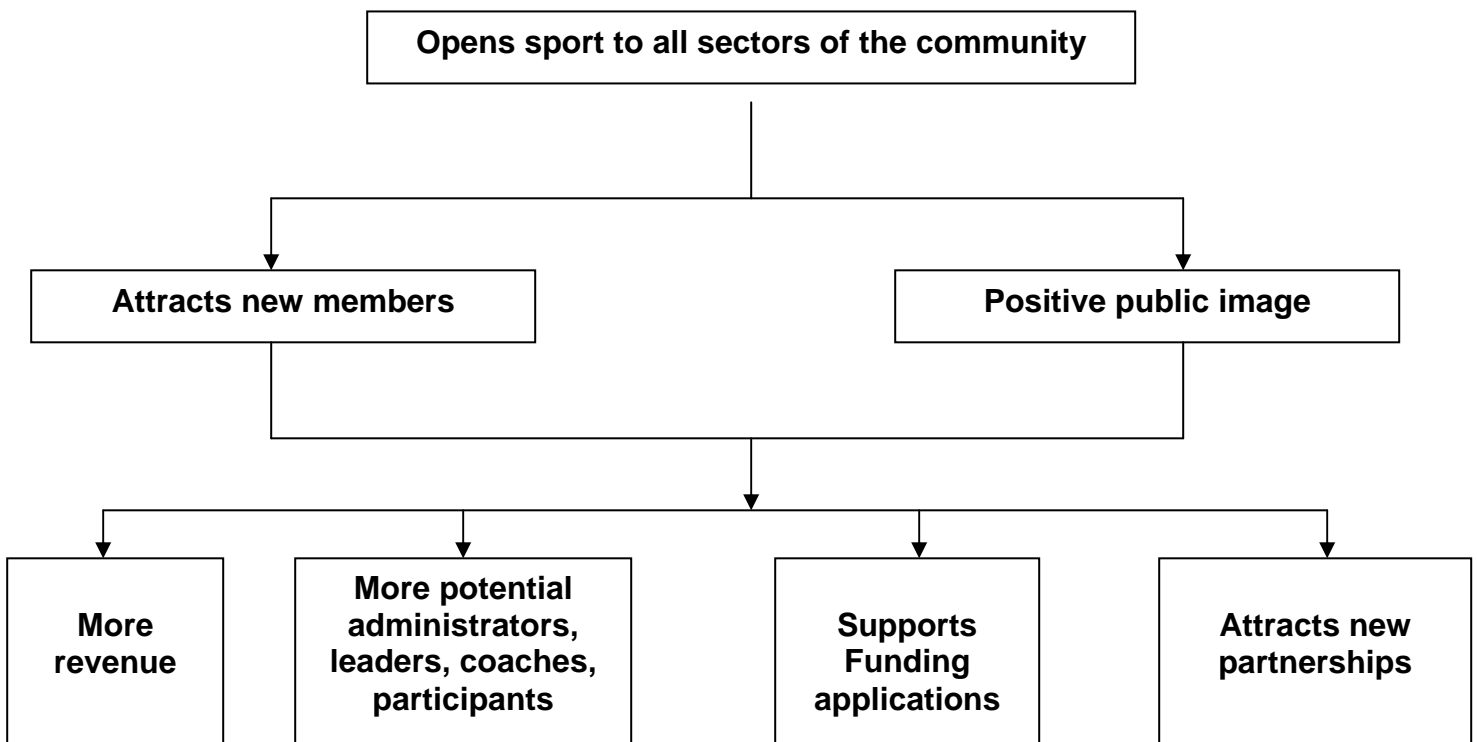 Opens sport to all sectors of the community
Attracts new members
Positive public image
More
revenue
More potential
administrators,
leaders, coaches,
participants
Supports
Funding
applications
Attracts new
partnerships